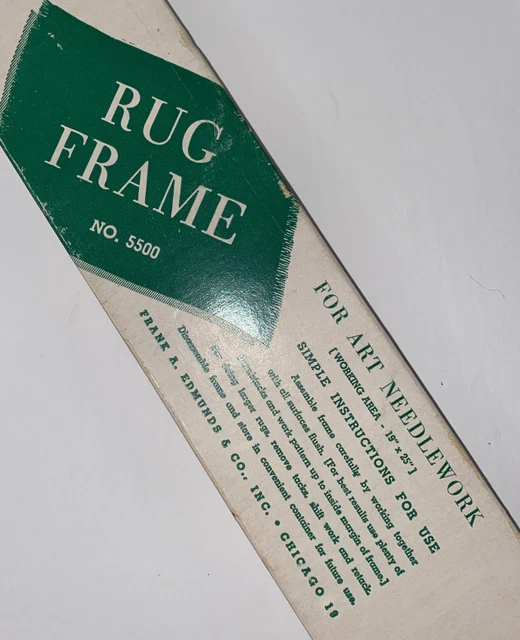 RUG
FRAME
NO. 5500
FOR ART NEEDLEWORK
[WORKING AREA - 19" x 25"]
SIMPLE INSTRUCTIONS FOR USE
Assemble frame carefully by working together
with all surfaces flush. [For best results use plenty of
thumbtacks and work pattern up to inside margin of frame.]
For doing larger rugs, remove tacks, shift work and retack.
Disassemble frame and store in convenient container for future use.
FRANK A. EDMUNDS & CO., INC. • CHICAGO 19